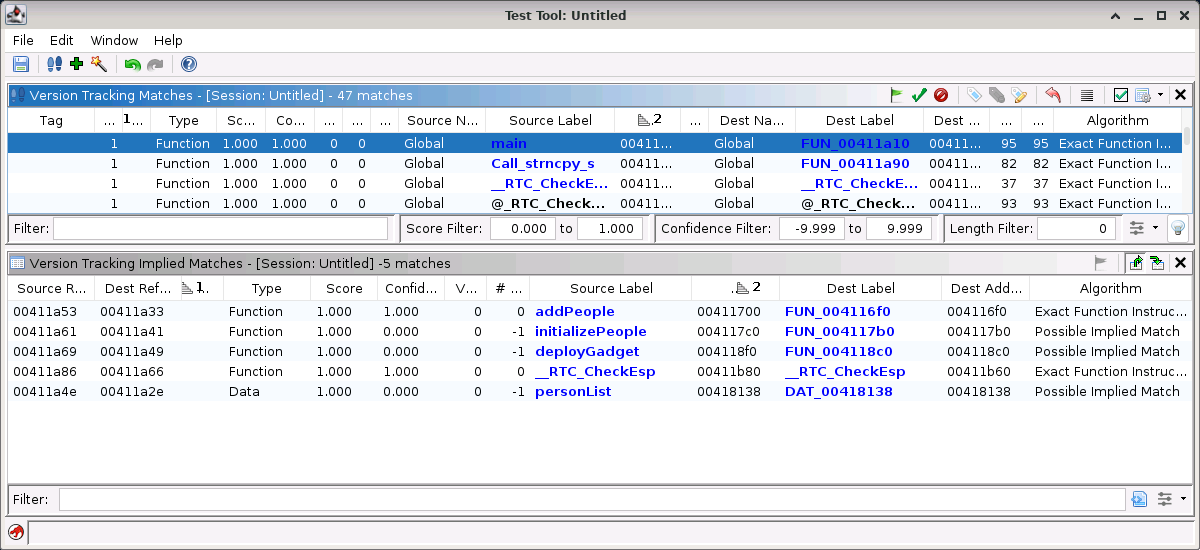 Test Tool: Untitled
File Edit Window Help
Version Tracking Matches - [Session: Untitled] - 47 matches
Tag ... 1... Type Sc... Co... ... ... ... Source N... Source Label .2 ... Dest Na... Dest Label Dest ... ... ... Algorithm
1 Function 1.000 1.000 0 0 Global main 00411... Global FUN_00411a10 00411... 95 95 Exact Function I...
1 Function 1.000 1.000 0 0 Global Call_strncpy_s 00411... Global FUN_00411a90 00411... 82 82 Exact Function I...
1 Function 1.000 1.000 0 0 Global __RTC_CheckE... 00411... Global __RTC_CheckE... 00411... 37 37 Exact Function I...
1 Function 1.000 1.000 0 0 Global @_RTC_Check... 00411... Global @_RTC_Check... 00411... 93 93 Exact Function I...
Filter: Score Filter: 0.000 to 1.000 Confidence Filter: -9.999 to 9.999 Length Filter: 0
Version Tracking Implied Matches - [Session: Untitled] -5 matches
Source R... Dest Ref... 1. Type Score Confid... V... # ... Source Label . 2 Dest Label Dest Add... Algorithm
00411a53 00411a33 Function 1.000 1.000 0 0 addPeople 00411700 FUN_004116f0 004116f0 Exact Function Instruc...
00411a61 00411a41 Function 1.000 0.000 0 -1 initializePeople 004117c0 FUN_004117b0 004117b0 Possible Implied Match
00411a69 00411a49 Function 1.000 0.000 0 -1 deployGadget 004118f0 FUN_004118c0 004118c0 Possible Implied Match
00411a86 00411a66 Function 1.000 1.000 0 0 __RTC_CheckEsp 00411b80 __RTC_CheckEsp 00411b60 Exact Function Instruc...
00411a4e 00411a2e Data 1.000 0.000 0 -1 personList 00418138 DAT_00418138 00418138 Possible Implied Match
Filter: